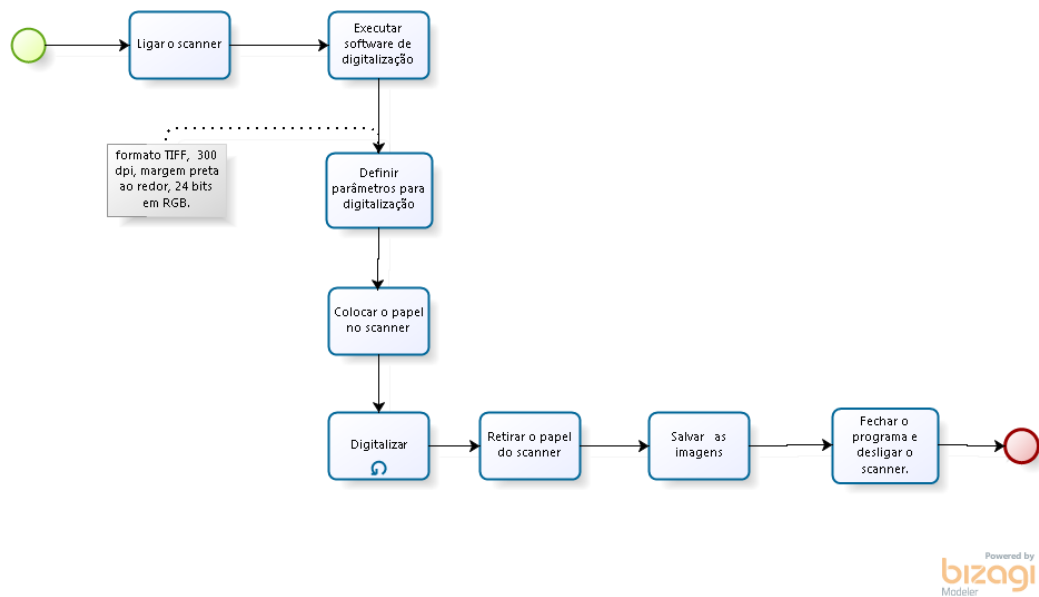 Ligar o scanner
Executar
software de
digitalização
formato TIFF, 300
dpi, margem preta
ao redor, 24 bits
em RGB.
Definir
parâmetros para
digitalização
Colocar o papel
no scanner
Digitalizar
Retirar o papel
do scanner
Salvar as
imagens
Fechar o
programa e
desligar o
scanner.
Powered by
bizagi
Modeler